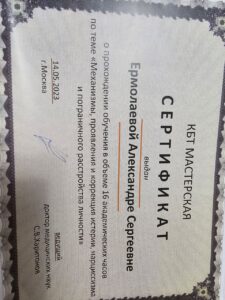 КБТ МАСТЕРСКАЯ
СЕРТИФИКАТ
выдан
Ермолаевой Александре Сергеевне
о прохождении обучения в объеме 16 академических часов
по теме «Механизмы, проявления и коррекция истерии, нарциссизма
и пограничного расстройства личности»
14.05.2023
г.Москва
ведущий
доктор медицинских наук
С.В.Харитонов